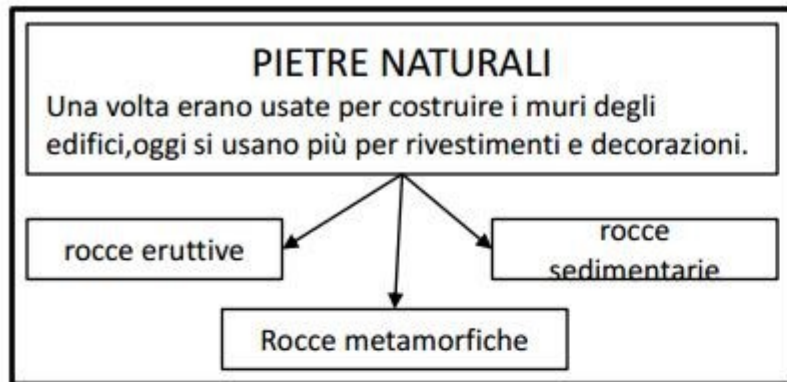 PIETRE NATURALI
Una volta erano usate per costruire i muri degli
edifici,oggi si usano più per rivestimenti e decorazioni.
rocce eruttive
rocce
sedimentarie
Rocce metamorfiche